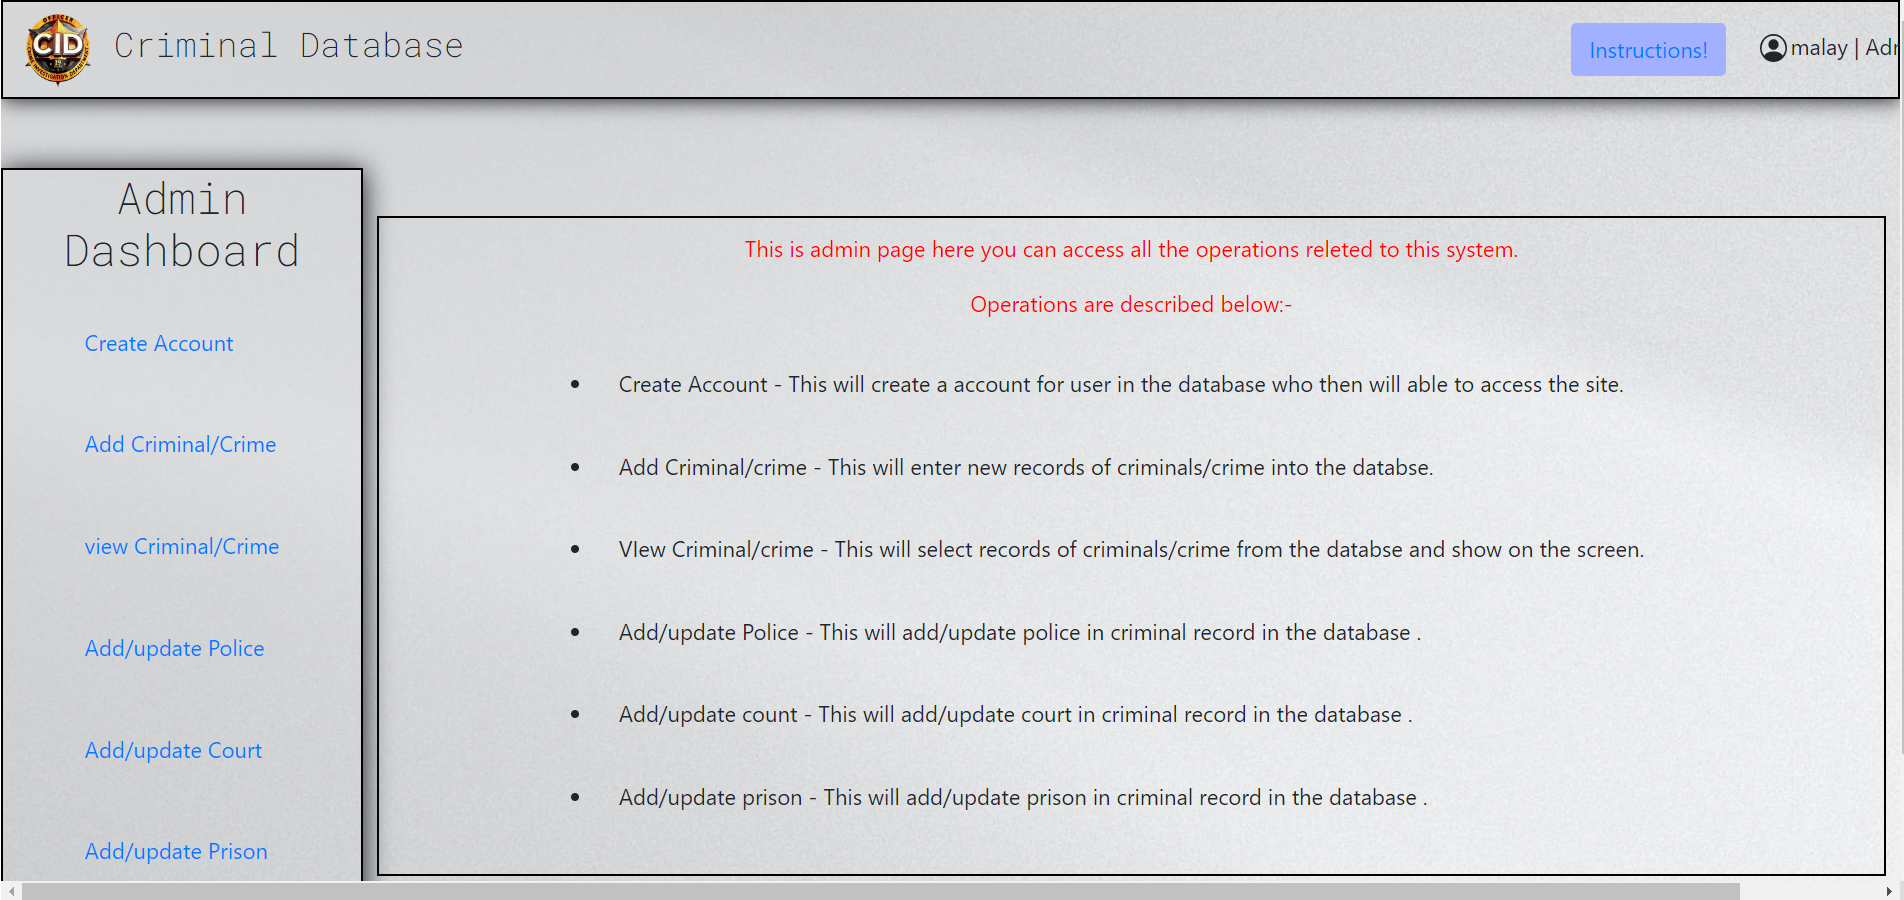 CID
Criminal Database
Instructions!
malay | Adm
Admin
Dashboard
Create Account
Add Criminal/Crime
view Criminal/Crime
Add/update Police
Add/update Court
Add/update Prison
This is admin page here you can access all the operations releted to this system.
Operations are described below:-
• Create Account - This will create a account for user in the database who then will able to access the site.
• Add Criminal/crime - This will enter new records of criminals/crime into the databse.
• VIew Criminal/crime - This will select records of criminals/crime from the databse and show on the screen.
• Add/update Police - This will add/update police in criminal record in the database .
• Add/update count - This will add/update court in criminal record in the database .
• Add/update prison - This will add/update prison in criminal record in the database .